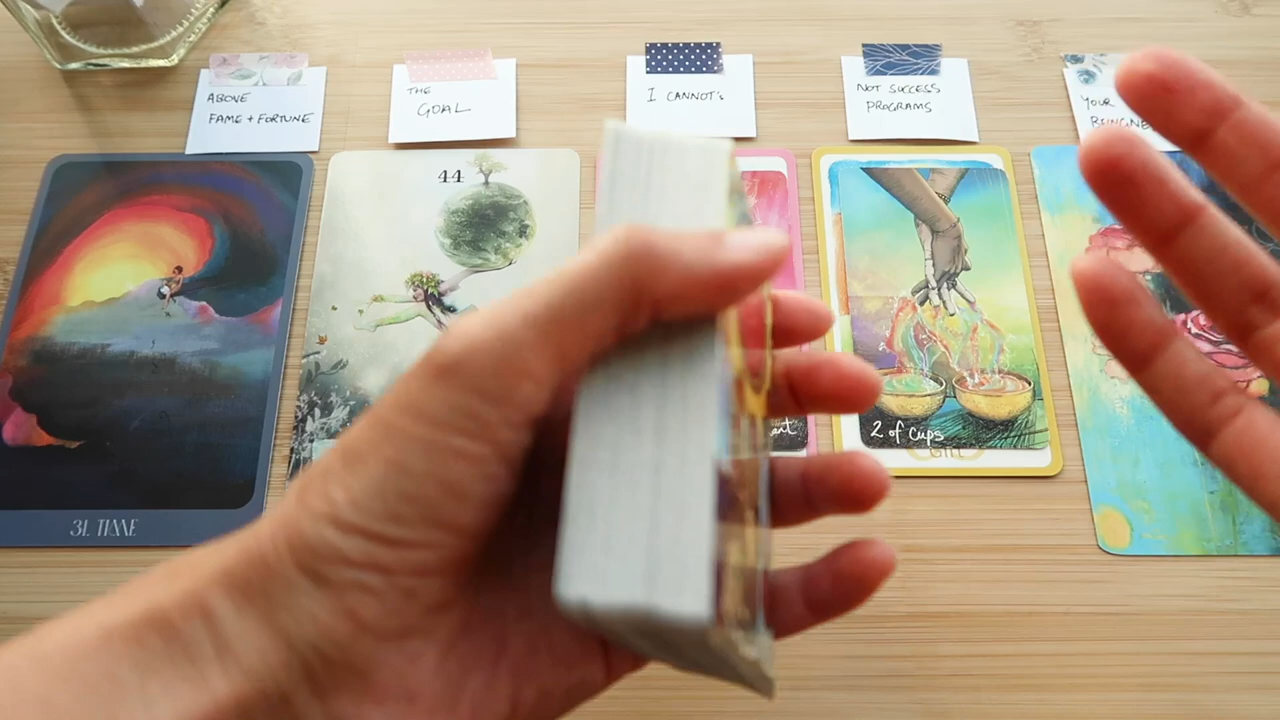 ABOVE
FAME + FORTUNE
THE
GOAL
I CANNOT's
NOT SUCCESS
PROGRAMS
YOUR
44
31. TIME
2 of Cups